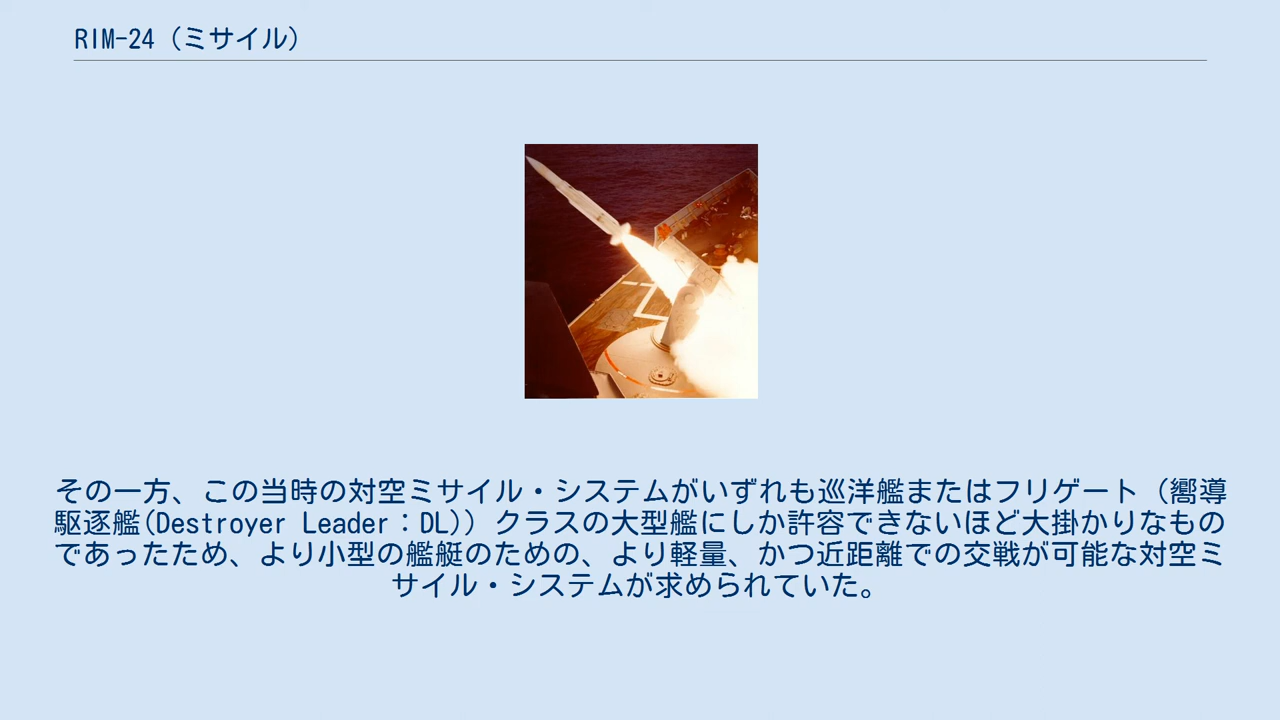 RIM-24（ミサイル）
その一方、この当時の対空ミサイル・システムがいずれも巡洋艦またはフリゲート（嚮導
駆逐艦(Destroyer Leader：DL)）クラスの大型艦にしか許容できないほど大掛かりなもの
であったため、より小型の艦艇のための、より軽量、かつ近距離での交戦が可能な対空ミ
サイル・システムが求められていた。